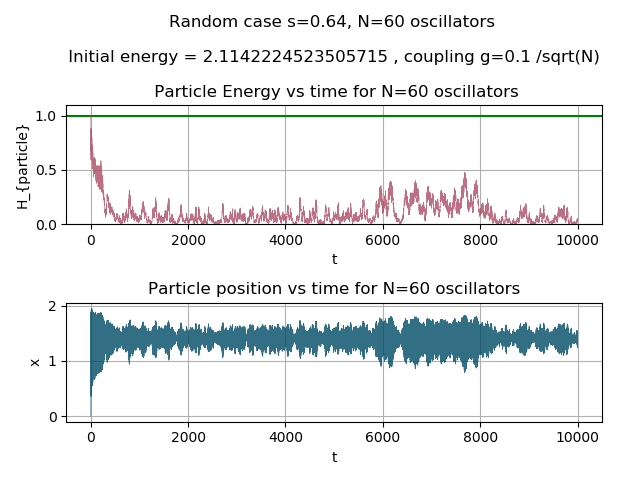 Random case s=0.64, N=60 oscillators
Initial energy = 2.1142224523505715 , coupling g=0.1 /sqrt(N)
Particle Energy vs time for N=60 oscillators
H_{particle}
1.0
0.5
0.0
0 2000 4000 6000 8000 10000
t
Particle position vs time for N=60 oscillators
x
2
1
0
0 2000 4000 6000 8000 10000
t